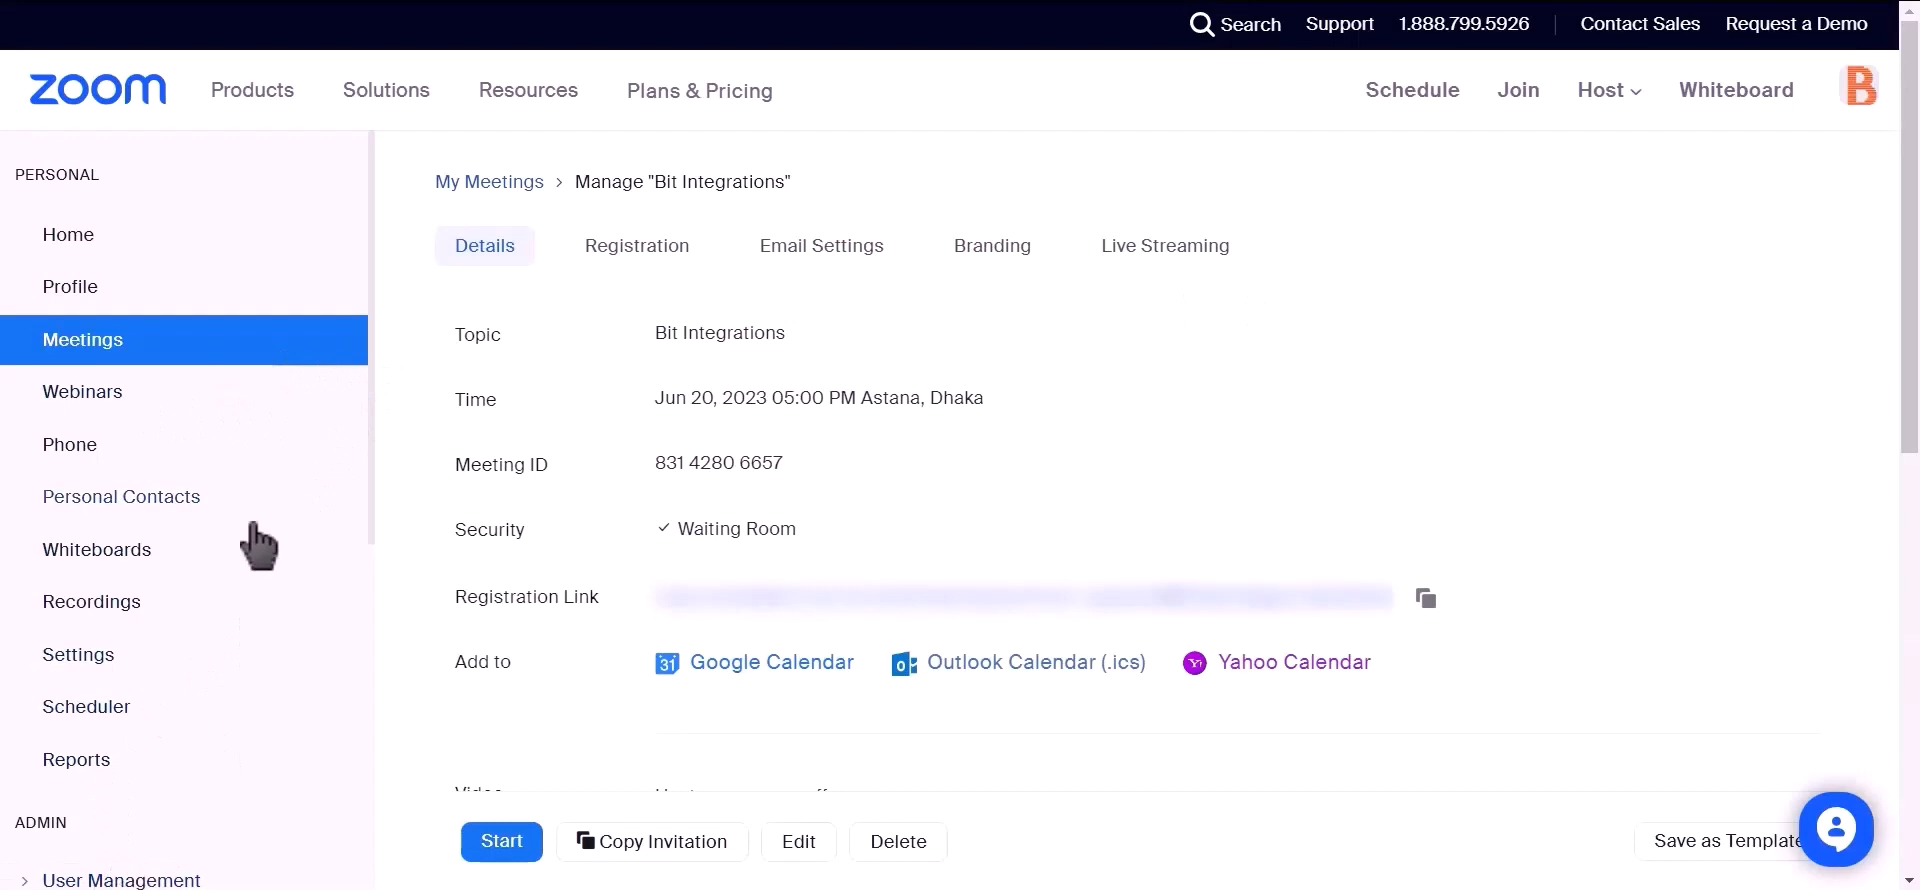 Search Support 1.888.799.5926 Contact Sales Request a Demo
zoom Products Solutions Resources Plans & Pricing Schedule Join Host Whiteboard B
PERSONAL
Home
Profile
Meetings
Webinars
Phone
Personal Contacts
Whiteboards
Recordings
Settings
Scheduler
Reports
ADMIN
User Management
My Meetings > Manage "Bit Integrations"
Details Registration Email Settings Branding Live Streaming
Topic Bit Integrations
Time Jun 20, 2023 05:00 PM Astana, Dhaka
Meeting ID 831 4280 6657
Security ✓ Waiting Room
Registration Link
Add to 31 Google Calendar Outlook Calendar (.ics) Yahoo Calendar
Start Copy Invitation Edit Delete Save as Template